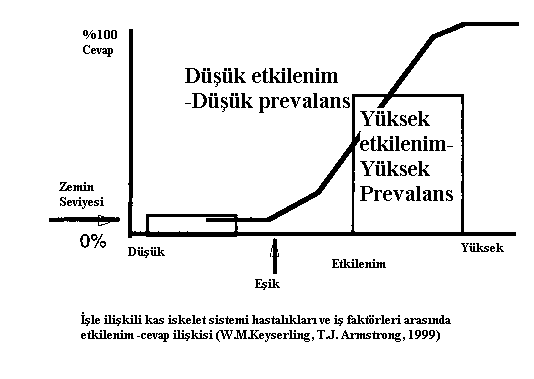 %100
Cevap
Düşük etkilenim
-Düşük prevalans
Yüksek
etkilenim-
Yüksek
Prevalans
Zemin
Seviyesi
0%
Düşük
Eşik
Etkilenim
Yüksek
İşle ilişkili kas iskelet sistemi hastalıkları ve iş faktörleri arasında
etkilenim -cevap ilişkisi (W.M.Keyserling, T.J. Armstrong, 1999)